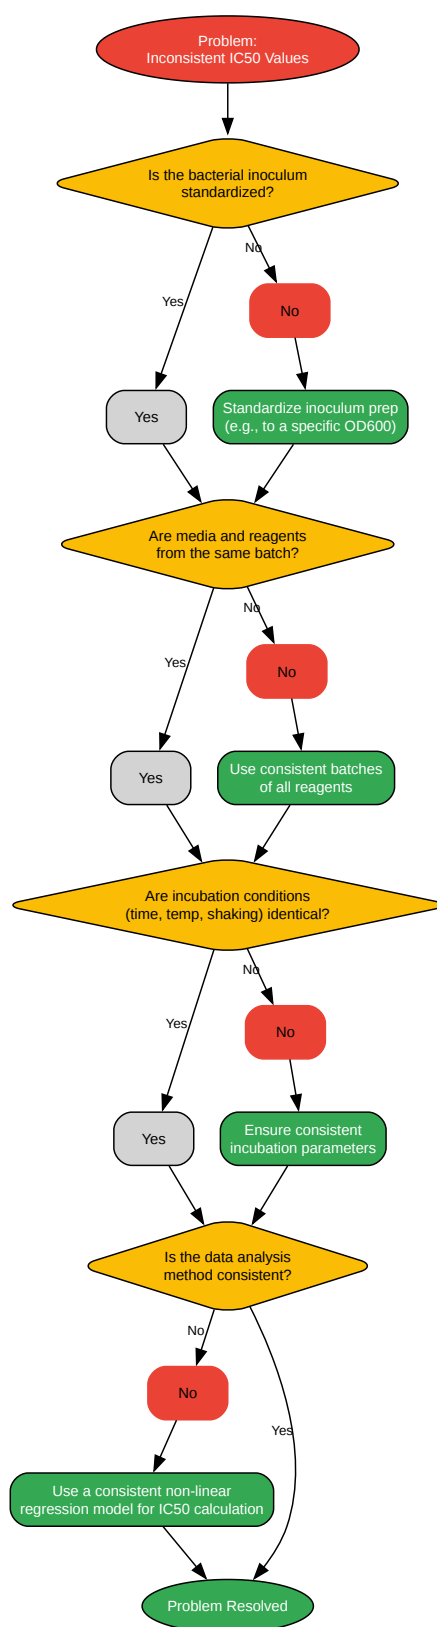 Problem:
Inconsistent IC50 Values
Is the bacterial inoculum
standardized?
No
Yes
No
Yes
Standardize inoculum prep
(e.g., to a specific OD600)
Are media and reagents
from the same batch?
No
Yes
No
Yes
Use consistent batches
of all reagents
Are incubation conditions
(time, temp, shaking) identical?
No
Yes
No
Yes
Ensure consistent
incubation parameters
Is the data analysis
method consistent?
No
No
Yes
Use a consistent non-linear
regression model for IC50 calculation
Problem Resolved